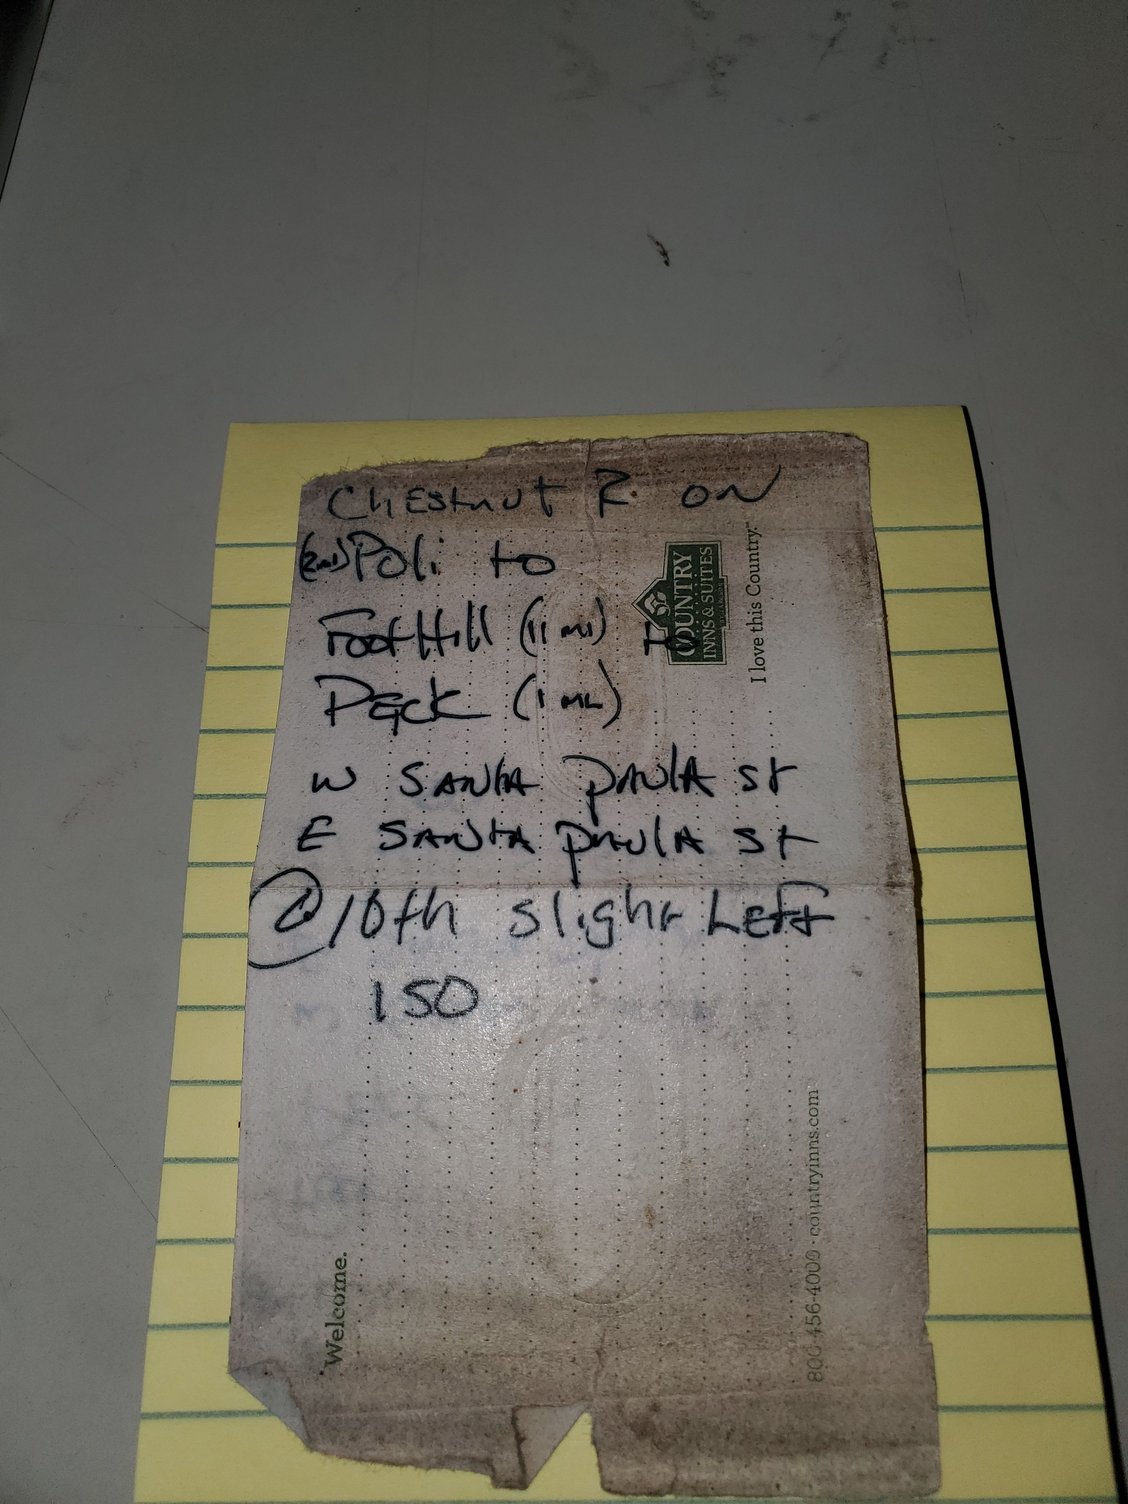 Chestnut R. on
(2mi) Poli to
FootHill (11 mi) to
Peck (1 mi)
W SANTA PAULA St
E SANTA PAULA St
@ 10th slight Left
150
COUNTRY
INNS & SUITES
I love this Country.™
Welcome.
800-456-4000 · countryinns.com